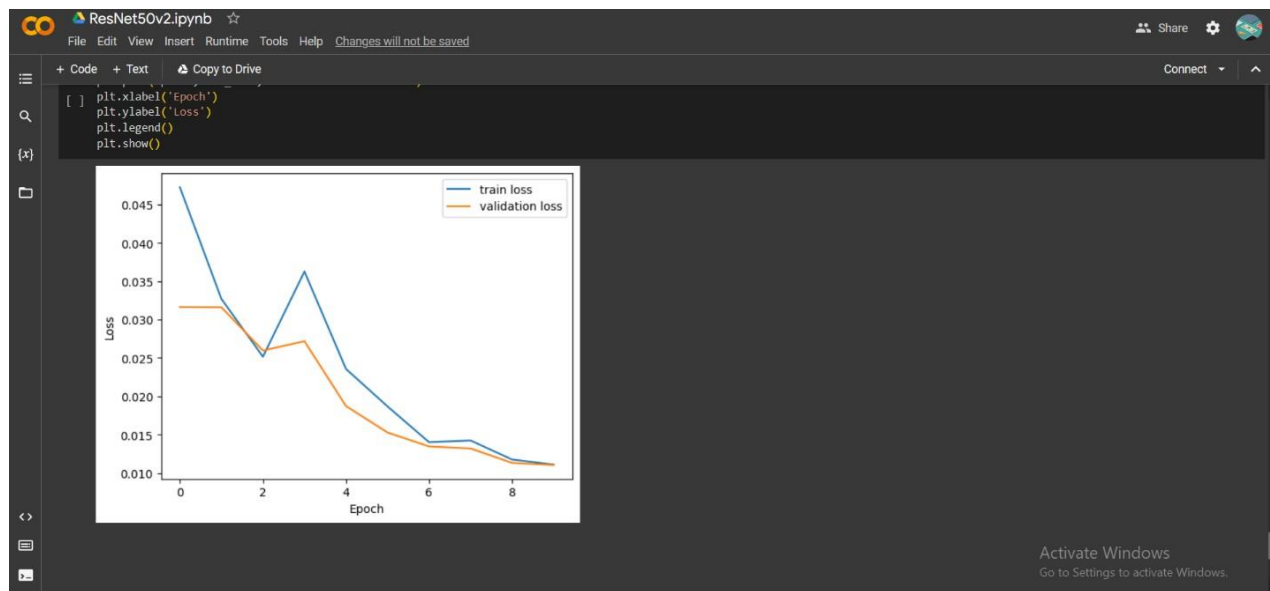 ResNet50v2.ipynb
File Edit View Insert Runtime Tools Help Changes will not be saved
Share
+ Code + Text Copy to Drive
Connect
[ ] plt.xlabel('Epoch')
plt.ylabel('Loss')
plt.legend()
plt.show()
{x}
train loss
validation loss
0.045
0.040
0.035
0.030
0.025
0.020
0.015
0.010
Loss
0 2 4 6 8
Epoch
Activate Windows
Go to Settings to activate Windows.